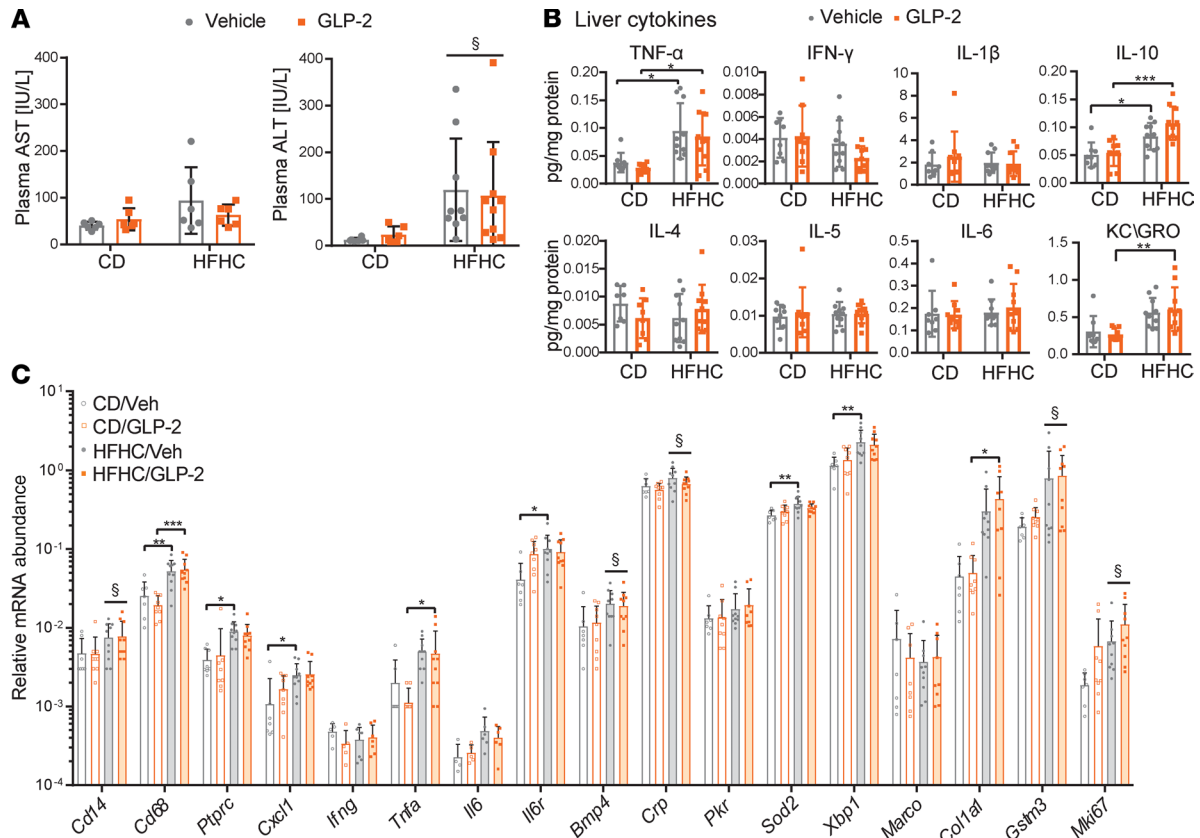 A
Vehicle GLP-2
Plasma AST [IU/L]
400
300
200
100
0
CD HFHC
Plasma ALT [IU/L]
400
300
200
100
0
§
CD HFHC
B Liver cytokines
Vehicle GLP-2
TNF-α IFN-γ IL-1β IL-10
pg/mg protein
0.20
0.15
0.10
0.05
0.00
* *
CD HFHC
0.006
0.004
0.002
0.000
CD HFHC
10
8
6
4
2
0
CD HFHC
0.20
0.15
0.10
0.05
0.00
* ***
CD HFHC
IL-4 IL-5 IL-6 KC\GRO
pg/mg protein
0.020
0.015
0.010
0.005
0.000
CD HFHC
0.04
0.03
0.02
0.01
0.00
CD HFHC
0.6
0.5
0.4
0.3
0.2
0.1
0.0
CD HFHC
1.5
1.0
0.5
0.0
**
CD HFHC
C
Relative mRNA abundance
10¹
10⁰
10⁻¹
10⁻²
10⁻³
10⁻⁴
CD/Veh
CD/GLP-2
HFHC/Veh
HFHC/GLP-2
§ ** *** * * * * § § ** ** * § §
Cd14 Cd68 Ptprc Cxcl1 Ifng Tnfa Il6 Il6r Bmp4 Crp Pkr Sod2 Xbp1 Marco Col1a1 Gstm3 Mki67